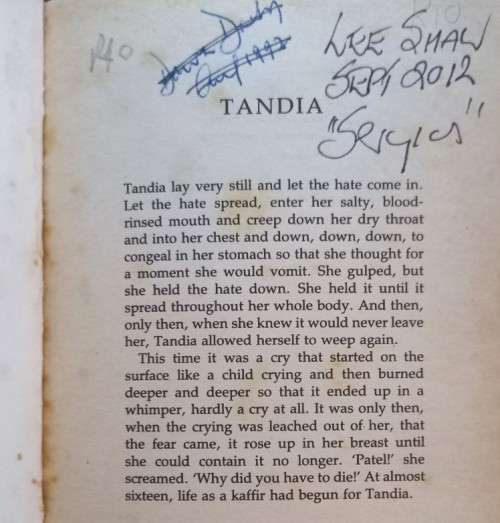 R40
LEE SHAW
SEPT 2012
"SERGIUS"
TANDIA
Tandia lay very still and let the hate come in.
Let the hate spread, enter her salty, blood-
rinsed mouth and creep down her dry throat
and into her chest and down, down, down, to
congeal in her stomach so that she thought for
a moment she would vomit. She gulped, but
she held the hate down. She held it until it
spread throughout her whole body. And then,
only then, when she knew it would never leave
her, Tandia allowed herself to weep again.
This time it was a cry that started on the
surface like a child crying and then burned
deeper and deeper so that it ended up in a
whimper, hardly a cry at all. It was only then,
when the crying was leached out of her, that
the fear came, it rose up in her breast until
she could contain it no longer. ‘Patel!’ she
screamed. ‘Why did you have to die!’ At almost
sixteen, life as a kaffir had begun for Tandia.